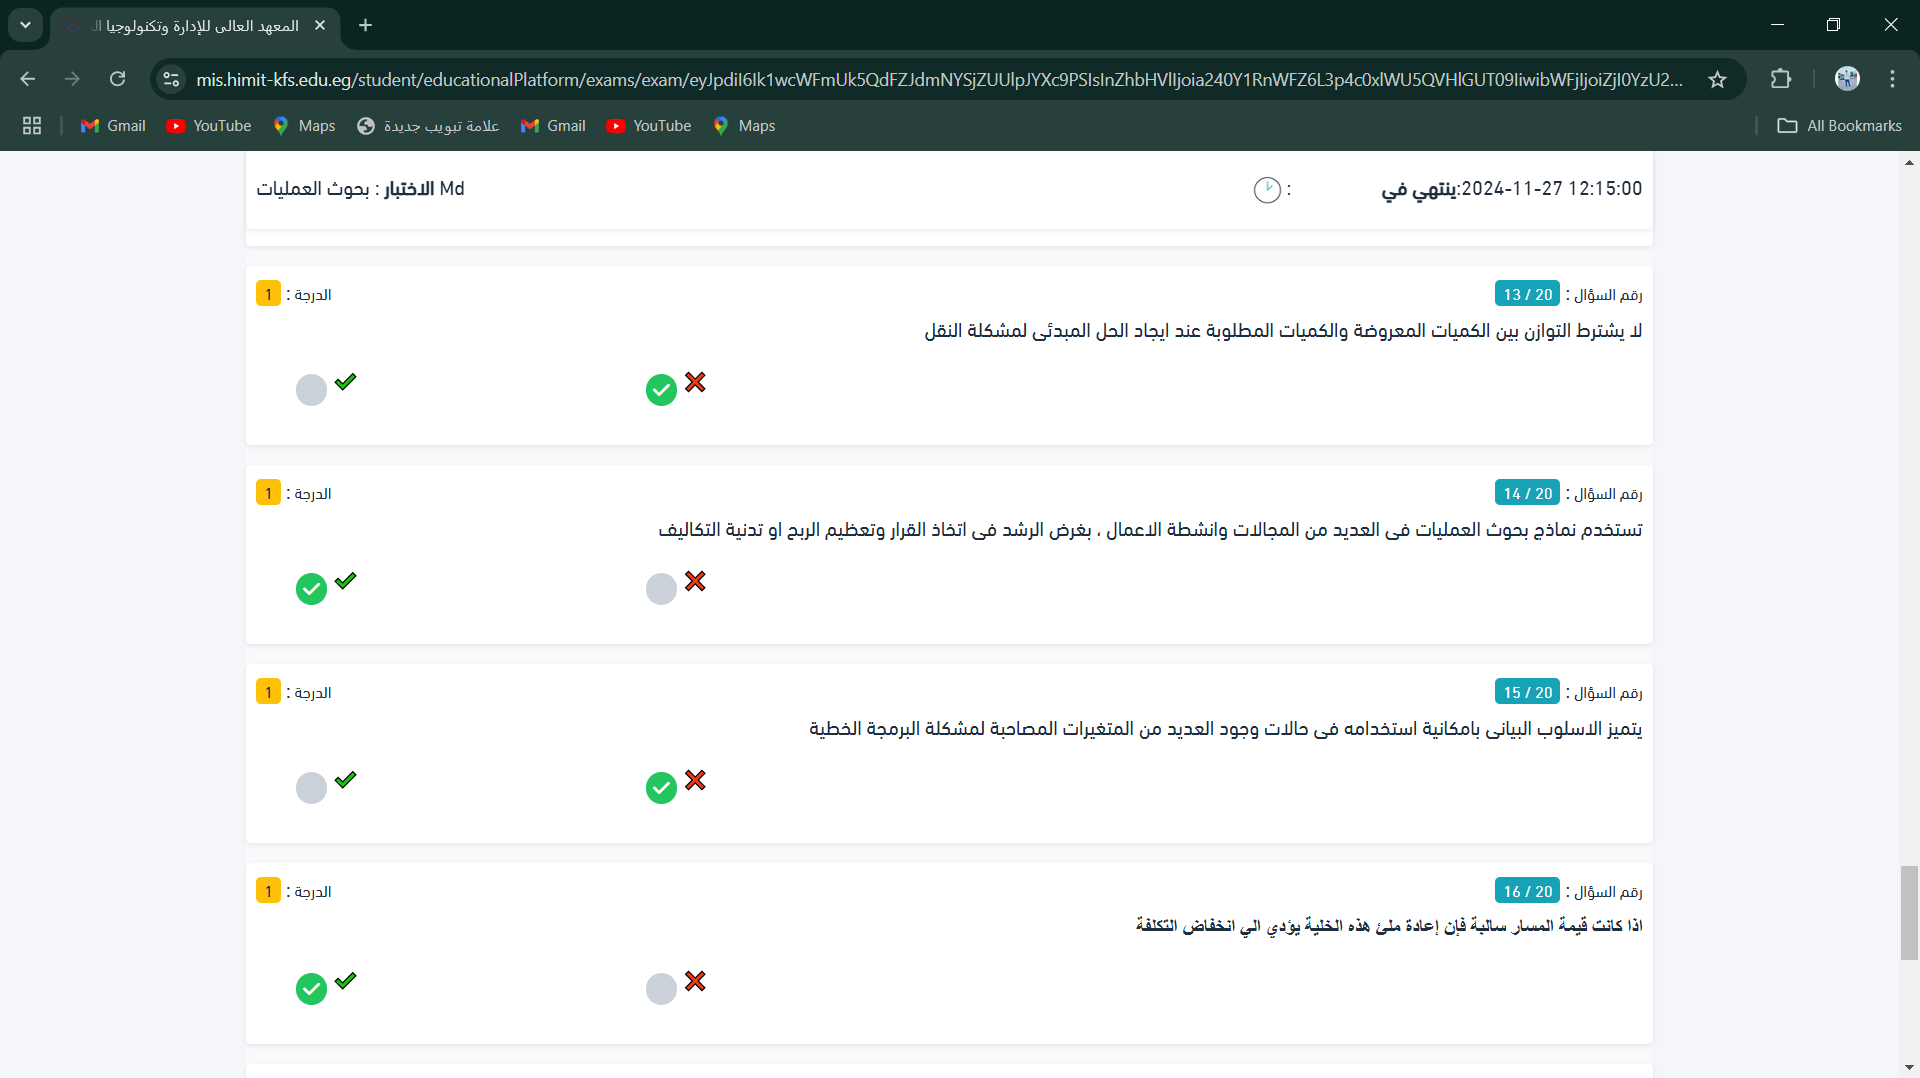 المعهد العالى للإدارة وتكنولوجيا
mis.himit-kfs.edu.eg/student/educationalPlatform/exams/exam/
Gmail YouTube Maps علامة تبويب جديدة Gmail YouTube Maps All Bookmarks
Md الاختبار : بحوث العمليات
:
ينتهي في:2024-11-27 12:15:00
رقم السؤال : 13 / 20
الدرجة : 1
لا يشترط التوازن بين الكميات المعروضة والكميات المطلوبة عند ايجاد الحل المبدئى لمشكلة النقل
رقم السؤال : 14 / 20
الدرجة : 1
تستخدم نماذج بحوث العمليات فى العديد من المجالات وانشطة الاعمال ، بغرض الرشد فى اتخاذ القرار وتعظيم الربح او تدنية التكاليف
رقم السؤال : 15 / 20
الدرجة : 1
يتميز الاسلوب البيانى بامكانية استخدامه فى حالات وجود العديد من المتغيرات المصاحبة لمشكلة البرمجة الخطية
رقم السؤال : 16 / 20
الدرجة : 1
اذا كانت قيمة المسار سالبة فإن إعادة ملئ هذه الخلية يؤدي الي انخفاض التكلفة